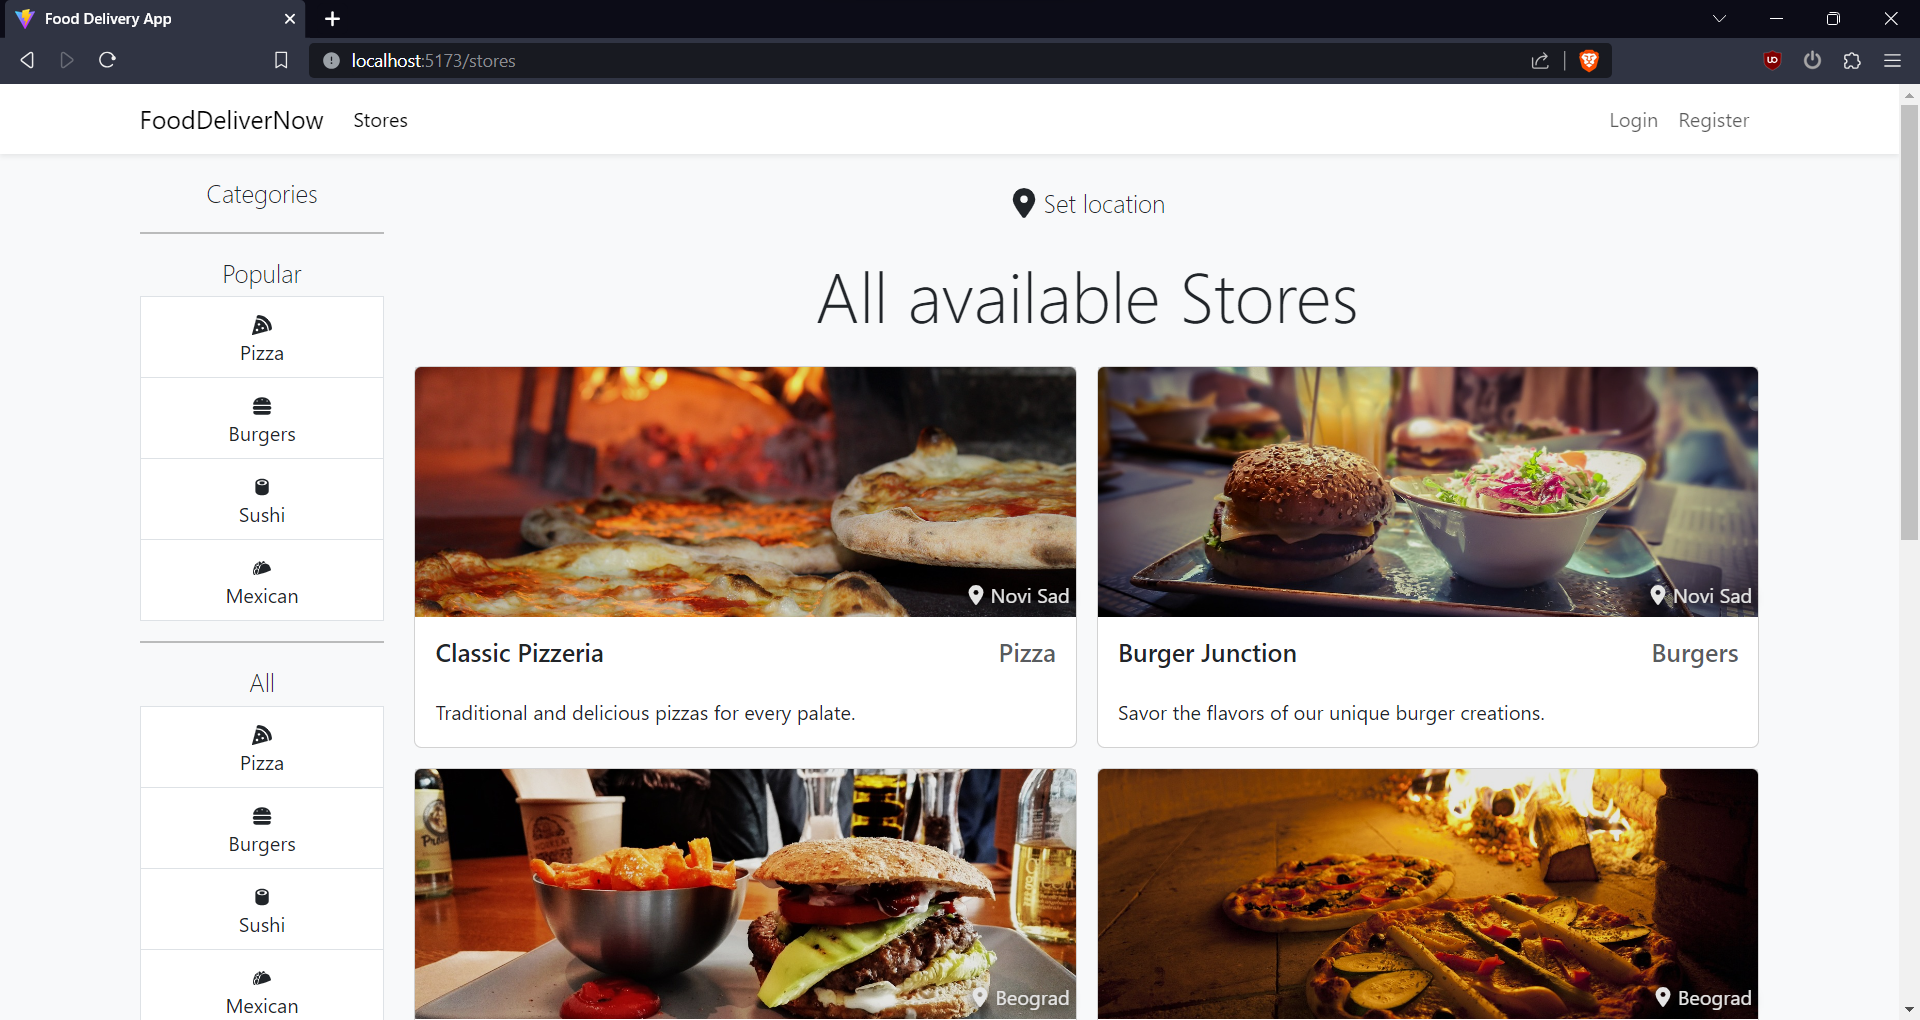 Food Delivery App
localhost:5173/stores
FoodDeliverNow Stores Login Register
Categories
Popular
Pizza
Burgers
Sushi
Mexican
All
Pizza
Burgers
Sushi
Mexican
Set location
All available Stores
Novi Sad
Classic Pizzeria Pizza
Traditional and delicious pizzas for every palate.
Novi Sad
Burger Junction Burgers
Savor the flavors of our unique burger creations.
Beograd
Beograd